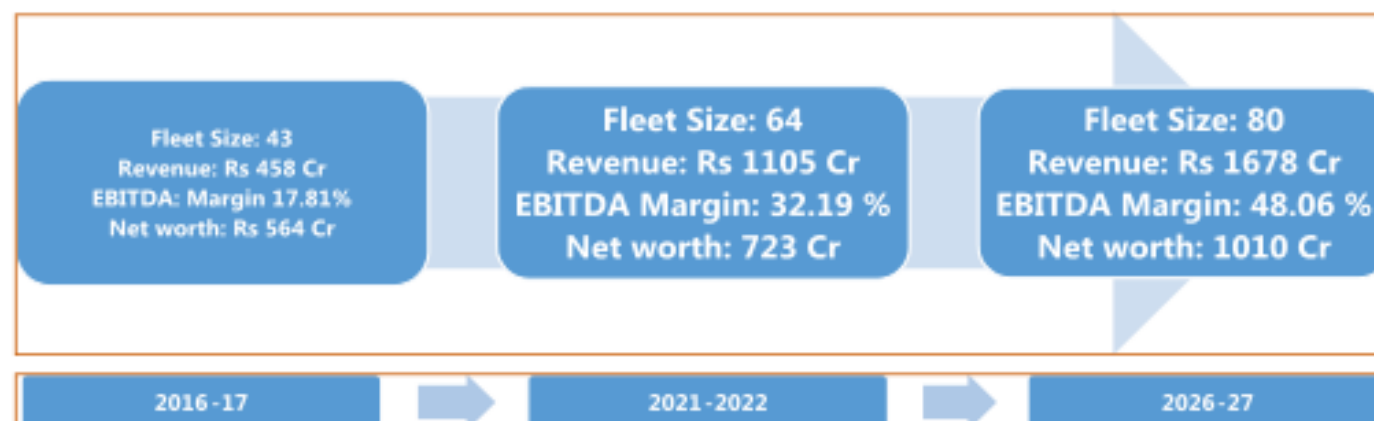 Fleet Size: 43
Revenue: Rs 458 Cr
EBITDA: Margin 17.81%
Net worth: Rs 564 Cr
Fleet Size: 64
Revenue: Rs 1105 Cr
EBITDA Margin: 32.19 %
Net worth: 723 Cr
Fleet Size: 80
Revenue: Rs 1678 Cr
EBITDA Margin: 48.06 %
Net worth: 1010 Cr
2016-17
2021-2022
2026-27